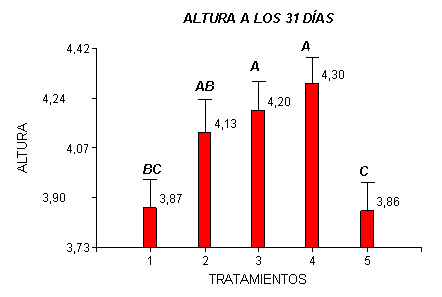 ALTURA A LOS 31 DÍAS
4,42
4,24
4,07
3,90
3,73
ALTURA
BC
3,87
AB
4,13
A
4,20
A
4,30
C
3,86
1 2 3 4 5
TRATAMIENTOS